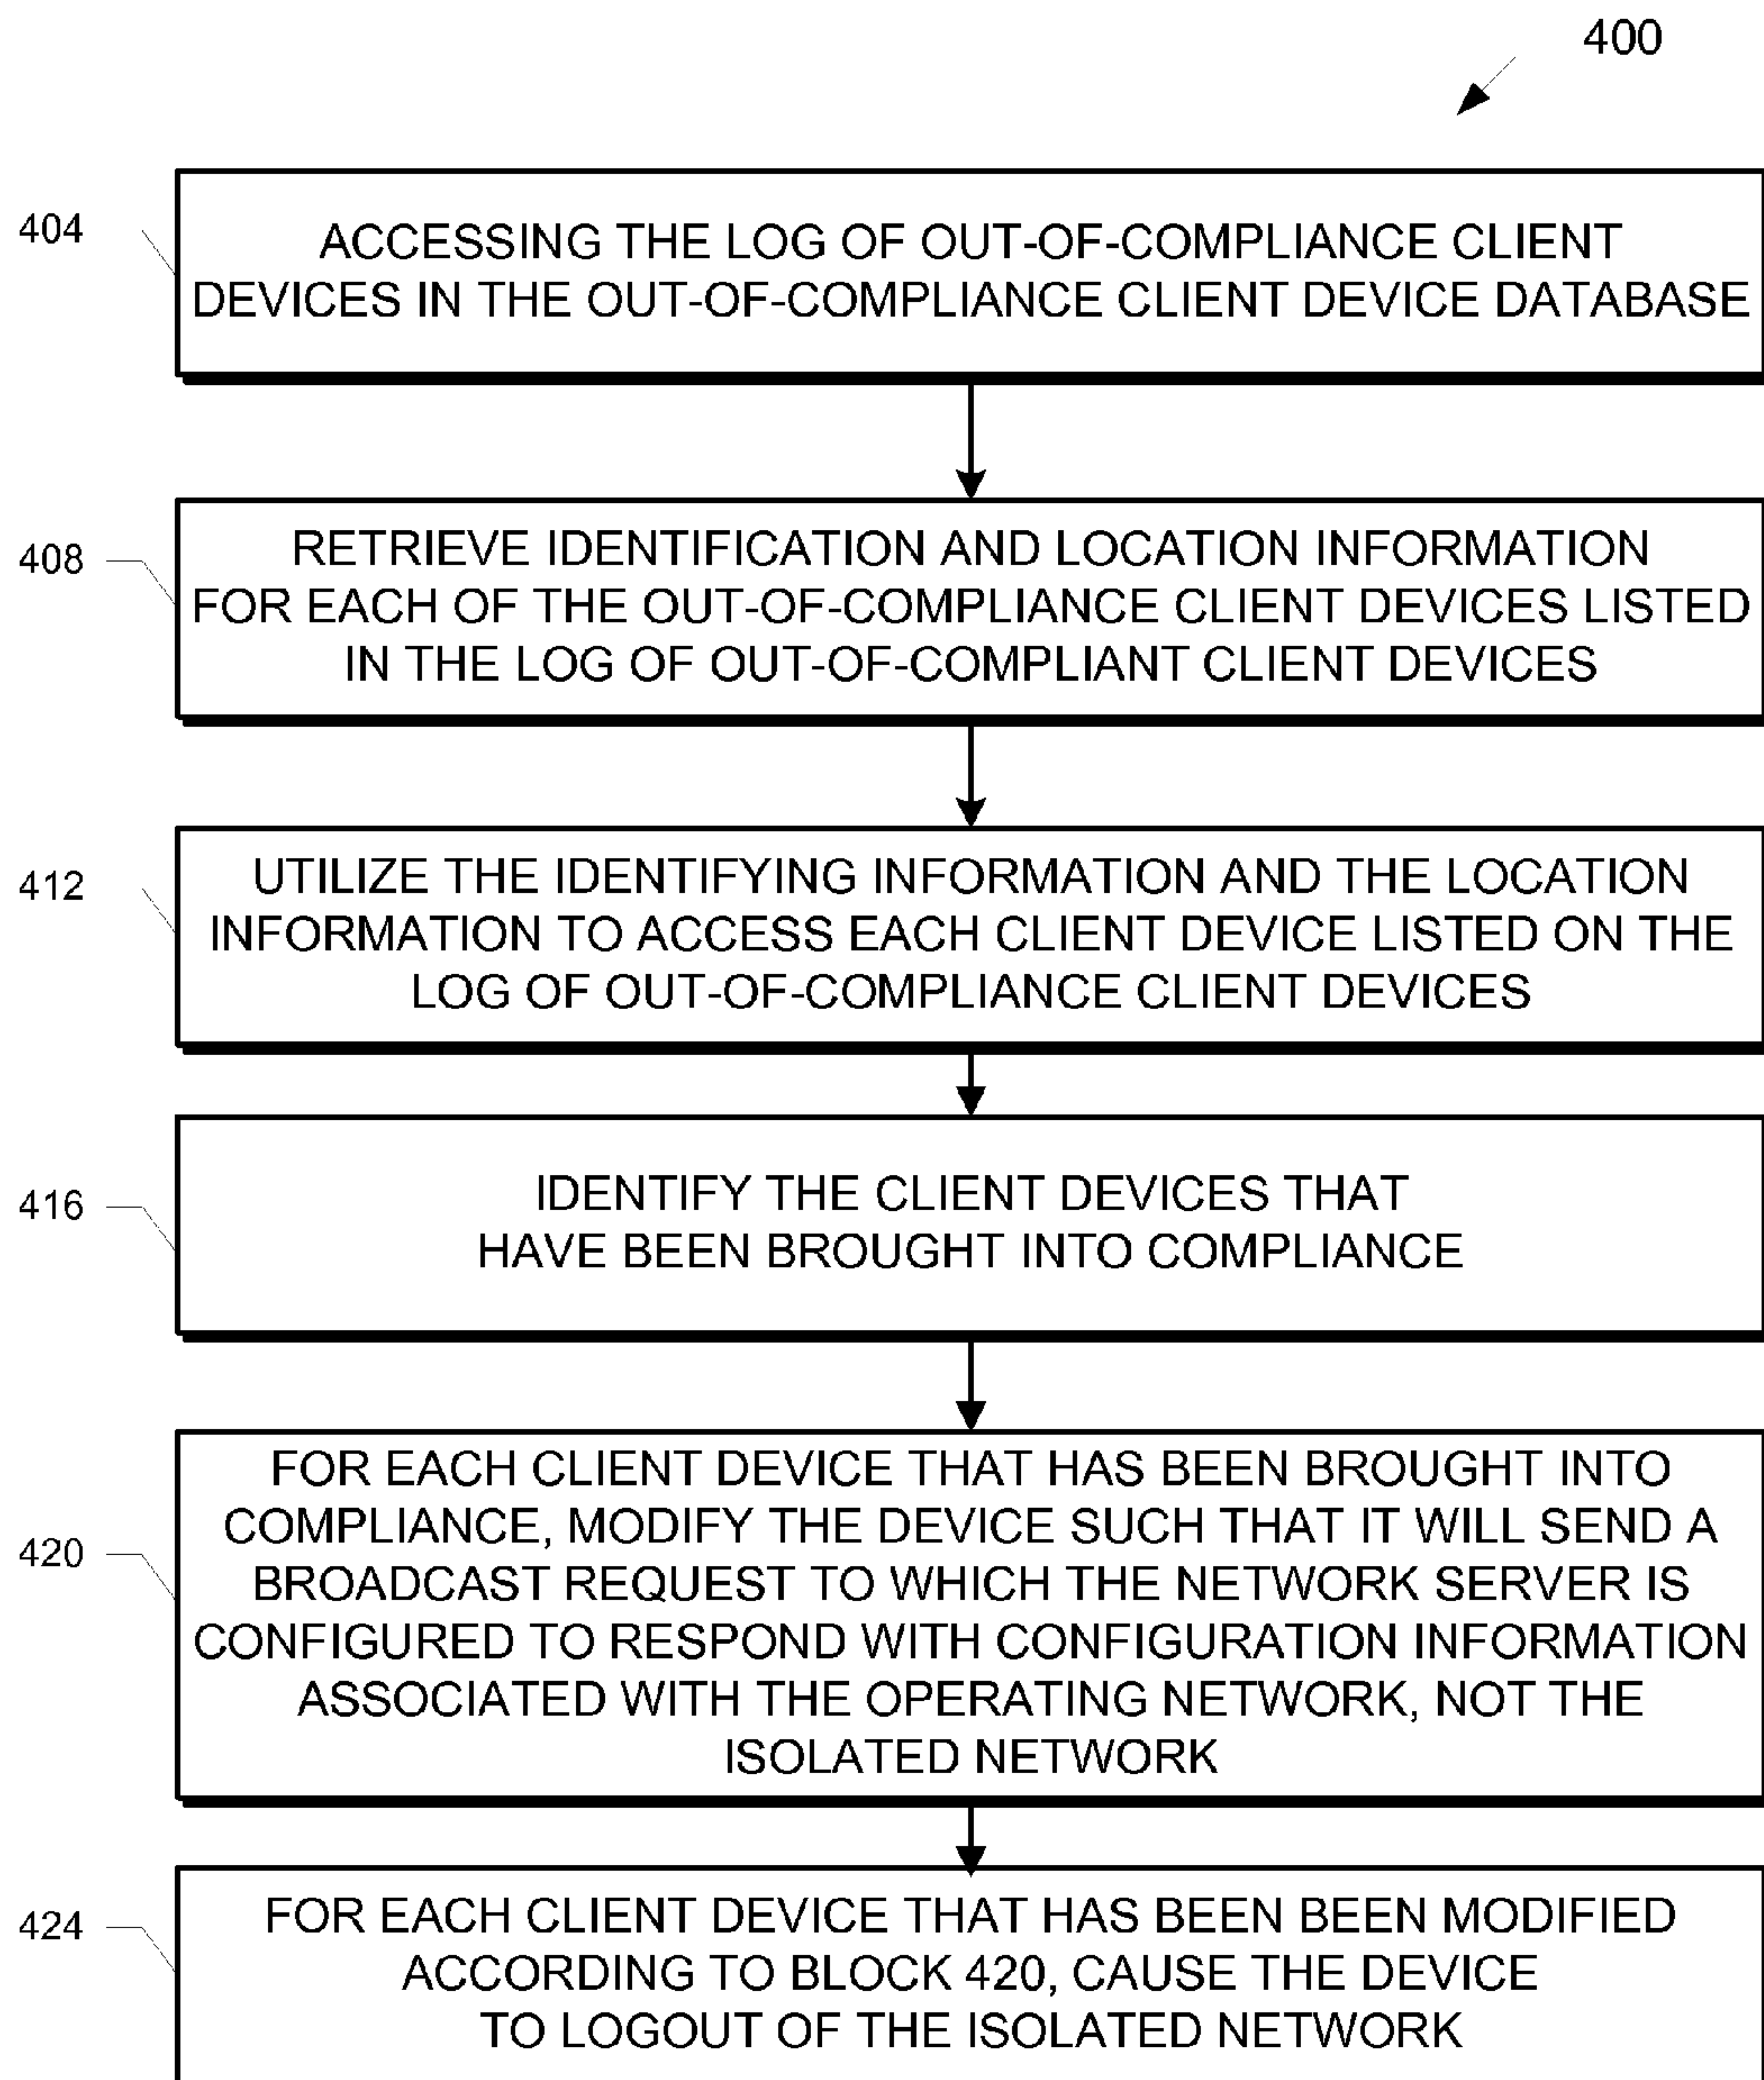 400
404
ACCESSING THE LOG OF OUT-OF-COMPLIANCE CLIENT
DEVICES IN THE OUT-OF-COMPLIANCE CLIENT DEVICE DATABASE
408
RETRIEVE IDENTIFICATION AND LOCATION INFORMATION
FOR EACH OF THE OUT-OF-COMPLIANCE CLIENT DEVICES LISTED
IN THE LOG OF OUT-OF-COMPLIANT CLIENT DEVICES
412
UTILIZE THE IDENTIFYING INFORMATION AND THE LOCATION
INFORMATION TO ACCESS EACH CLIENT DEVICE LISTED ON THE
LOG OF OUT-OF-COMPLIANCE CLIENT DEVICES
416
IDENTIFY THE CLIENT DEVICES THAT
HAVE BEEN BROUGHT INTO COMPLIANCE
420
FOR EACH CLIENT DEVICE THAT HAS BEEN BROUGHT INTO
COMPLIANCE, MODIFY THE DEVICE SUCH THAT IT WILL SEND A
BROADCAST REQUEST TO WHICH THE NETWORK SERVER IS
CONFIGURED TO RESPOND WITH CONFIGURATION INFORMATION
ASSOCIATED WITH THE OPERATING NETWORK, NOT THE
ISOLATED NETWORK
424
FOR EACH CLIENT DEVICE THAT HAS BEEN BEEN MODIFIED
ACCORDING TO BLOCK 420, CAUSE THE DEVICE
TO LOGOUT OF THE ISOLATED NETWORK